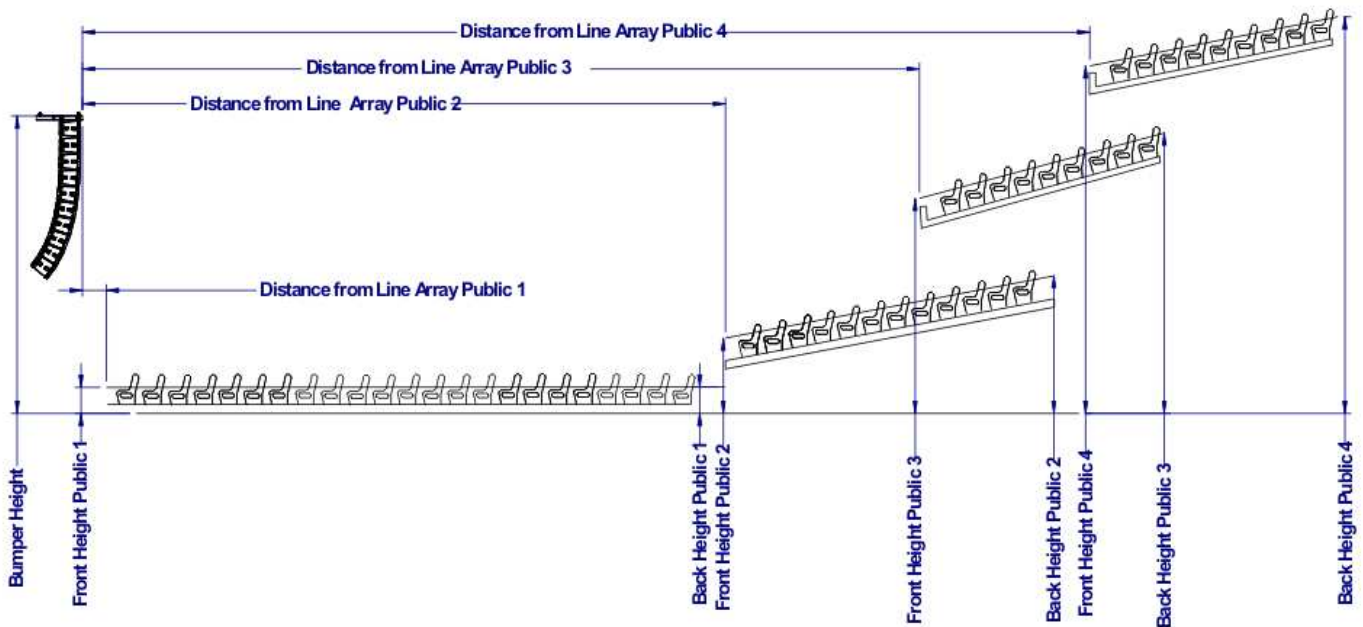 Distance from Line Array Public 4
Distance from Line Array Public 3
Distance from Line Array Public 2
Distance from Line Array Public 1
Bumper Height
Front Height Public 1
Back Height Public 1
Front Height Public 2
Front Height Public 3
Back Height Public 2
Front Height Public 4
Back Height Public 3
Back Height Public 4